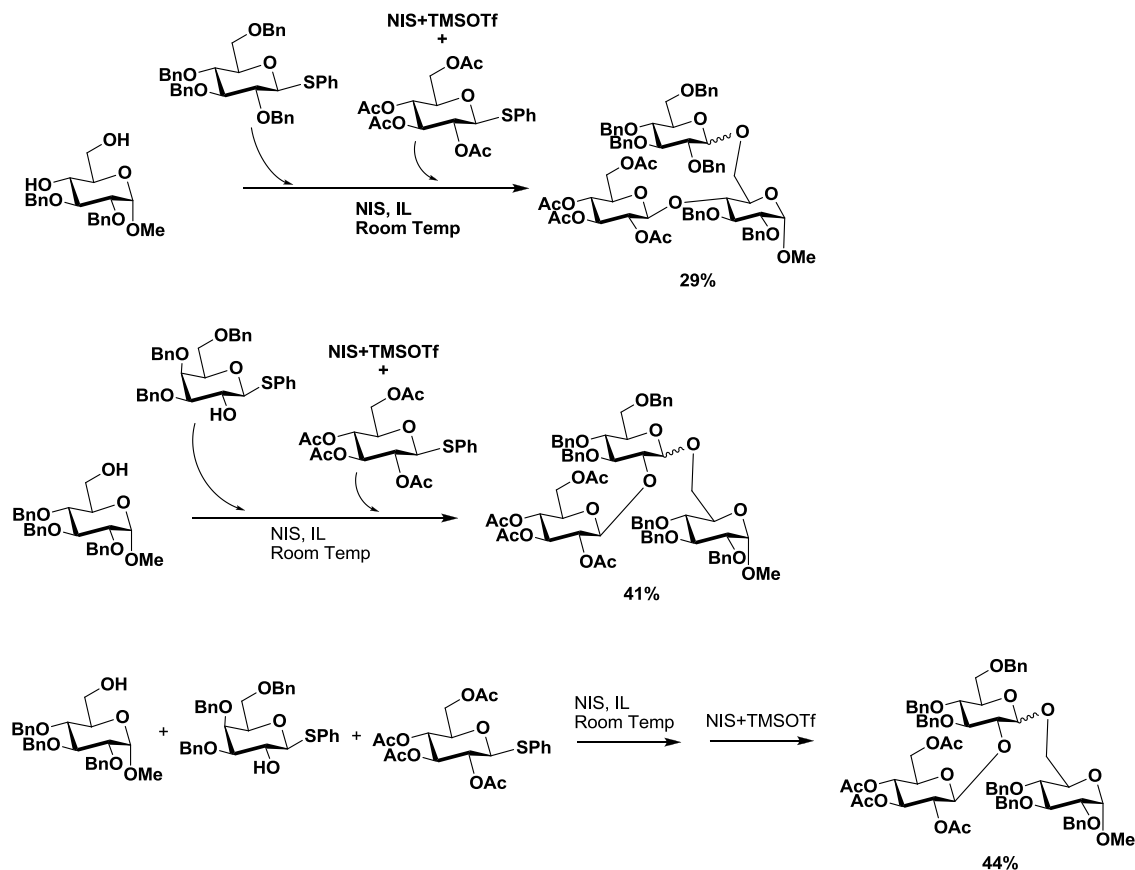 NIS+TMSOTf
+
OBn
BnO
BnO
O
SPh
OBn
OAc
AcO
AcO
O
SPh
OAc
OH
HO
BnO
O
BnO
OMe
NIS, IL
Room Temp
OBn
BnO
BnO
O
O
OBn
OAc
AcO
AcO
O
O
OAc
BnO
O
BnO
OMe
29%
OBn
BnO
BnO
O
SPh
HO
NIS+TMSOTf
+
OAc
AcO
AcO
O
SPh
OAc
OH
BnO
BnO
O
BnO
OMe
NIS, IL
Room Temp
OBn
BnO
BnO
O
O
O
OAc
AcO
AcO
O
OAc
BnO
BnO
O
BnO
OMe
41%
OH
BnO
BnO
O
BnO
OMe
+
OBn
BnO
BnO
O
SPh
HO
+
OAc
AcO
AcO
O
SPh
OAc
NIS, IL
Room Temp
NIS+TMSOTf
OBn
BnO
BnO
O
O
O
OAc
AcO
AcO
O
OAc
BnO
BnO
O
BnO
OMe
44%